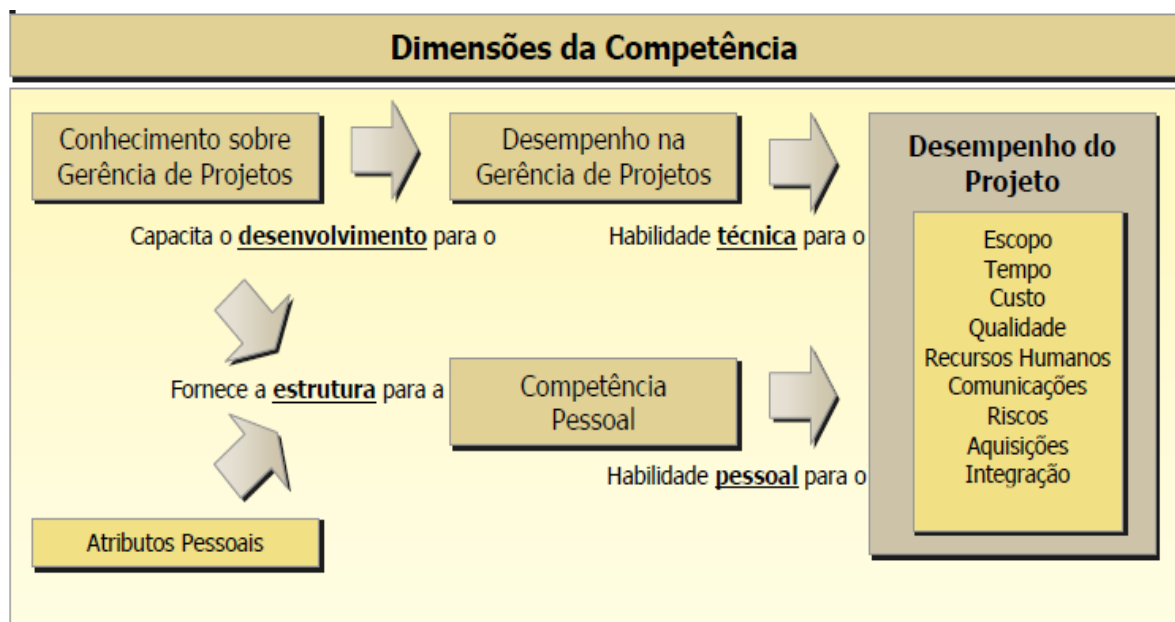 Dimensões da Competência
Conhecimento sobre
Gerência de Projetos
Desempenho na
Gerência de Projetos
Desempenho do
Projeto
Capacita o desenvolvimento para o
Habilidade técnica para o
Escopo
Tempo
Custo
Qualidade
Recursos Humanos
Comunicações
Riscos
Aquisições
Integração
Fornece a estrutura para a
Competência
Pessoal
Habilidade pessoal para o
Atributos Pessoais